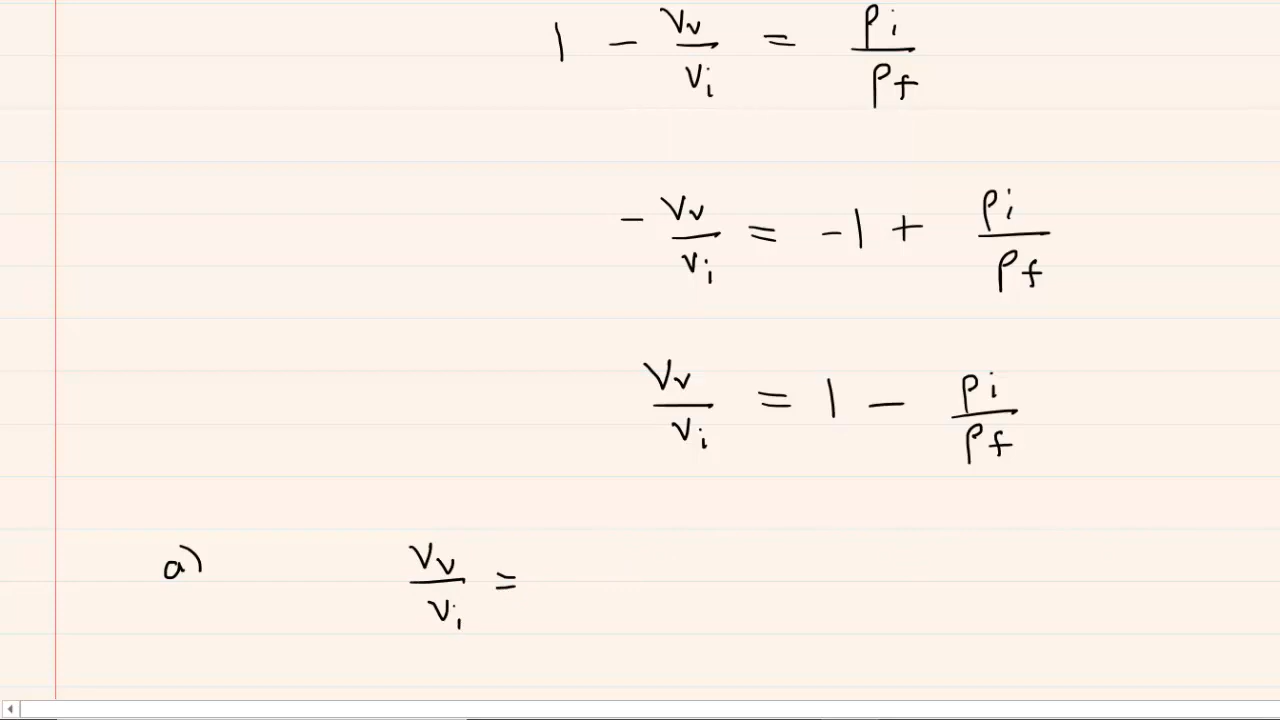 1 - Vv/Vi = ρi/ρf
- Vv/Vi = -1 + ρi/ρf
Vv/Vi = 1 - ρi/ρf
a) Vv/Vi =